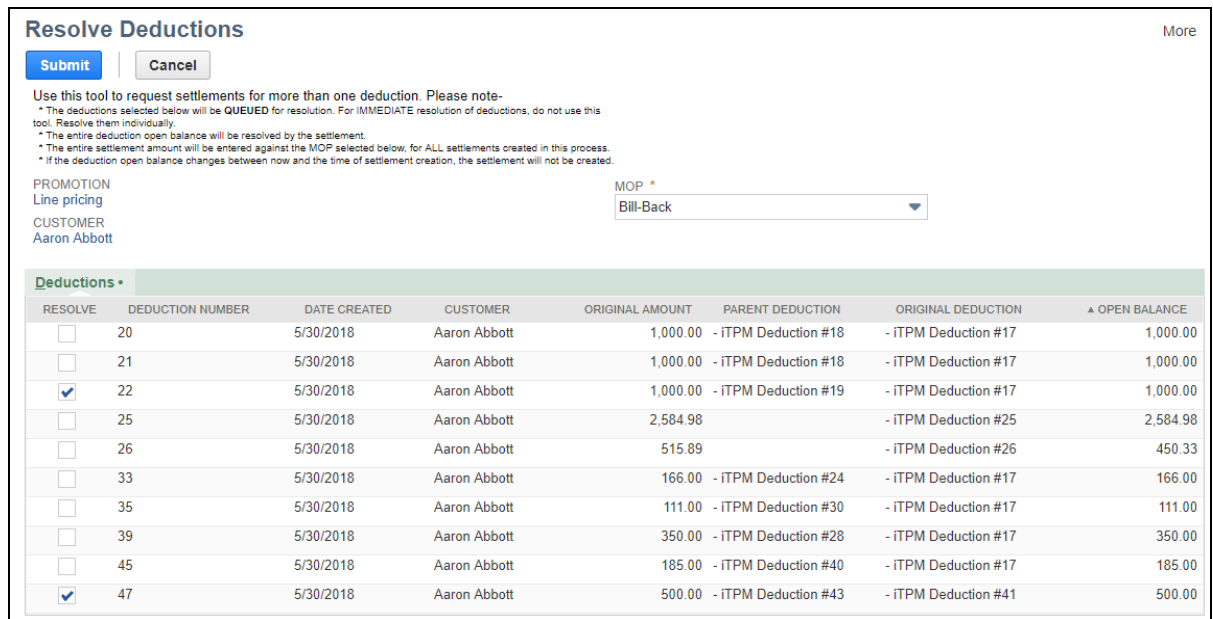 Resolve Deductions
More
Submit
Cancel
Use this tool to request settlements for more than one deduction. Please note-
* The deductions selected below will be QUEUED for resolution. For IMMEDIATE resolution of deductions, do not use this
tool. Resolve them individually.
* The entire deduction open balance will be resolved by the settlement.
* The entire settlement amount will be entered against the MOP selected below, for ALL settlements created in this process.
* If the deduction open balance changes between now and the time of settlement creation, the settlement will not be created.
PROMOTION
Line pricing
CUSTOMER
Aaron Abbott
MOP *
Bill-Back
Deductions •
RESOLVE DEDUCTION NUMBER DATE CREATED CUSTOMER ORIGINAL AMOUNT PARENT DEDUCTION ORIGINAL DEDUCTION ▲ OPEN BALANCE
20 5/30/2018 Aaron Abbott 1,000.00 - iTPM Deduction #18 - iTPM Deduction #17 1,000.00
21 5/30/2018 Aaron Abbott 1,000.00 - iTPM Deduction #18 - iTPM Deduction #17 1,000.00
22 5/30/2018 Aaron Abbott 1,000.00 - iTPM Deduction #19 - iTPM Deduction #17 1,000.00
25 5/30/2018 Aaron Abbott 2,584.98 - iTPM Deduction #25 2,584.98
26 5/30/2018 Aaron Abbott 515.89 - iTPM Deduction #26 450.33
33 5/30/2018 Aaron Abbott 166.00 - iTPM Deduction #24 - iTPM Deduction #17 166.00
35 5/30/2018 Aaron Abbott 111.00 - iTPM Deduction #30 - iTPM Deduction #17 111.00
39 5/30/2018 Aaron Abbott 350.00 - iTPM Deduction #28 - iTPM Deduction #17 350.00
45 5/30/2018 Aaron Abbott 185.00 - iTPM Deduction #40 - iTPM Deduction #17 185.00
47 5/30/2018 Aaron Abbott 500.00 - iTPM Deduction #43 - iTPM Deduction #41 500.00